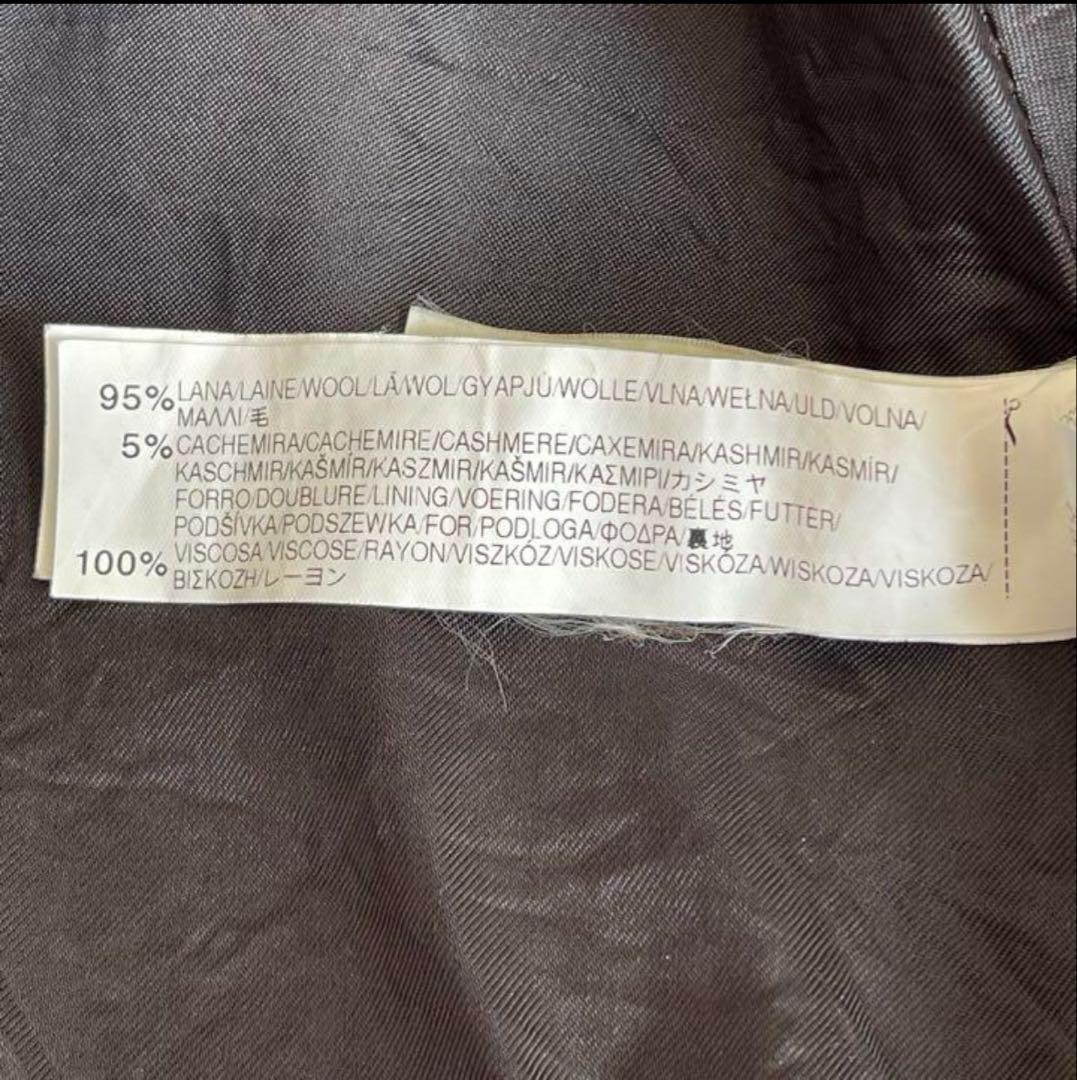 95% LANA/LAINE/WOOL/LÃ/WOL/GYAPJÚ/WOLLE/VLNA/WEŁNA/ULD/VOLNA/
ΜΑΛΛΙ/毛
5% CACHEMIRA/CACHEMIRE/CASHMERE/CAXEMIRA/KASHMIR/KASMÍR/
KASCHMIR/KAŠMÍR/KASZMIR/KAŠMIR/ΚΑΣΜΙΡΙ/カシミヤ
FORRO/DOUBLURE/LINING/VOERING/FODERA/BÉLÉS/FUTTER/
PODŠÍVKA/PODSZEWKA/FOR/PODLOGA/ΦΟΔΡΑ/裏地
100% VISCOSA/VISCOSE/RAYON/VISZKÓZ/VISKOSE/VISKÓZA/WISKOZA/VISKOZA/
ΒΙΣΚΟΖΗ/レーヨン